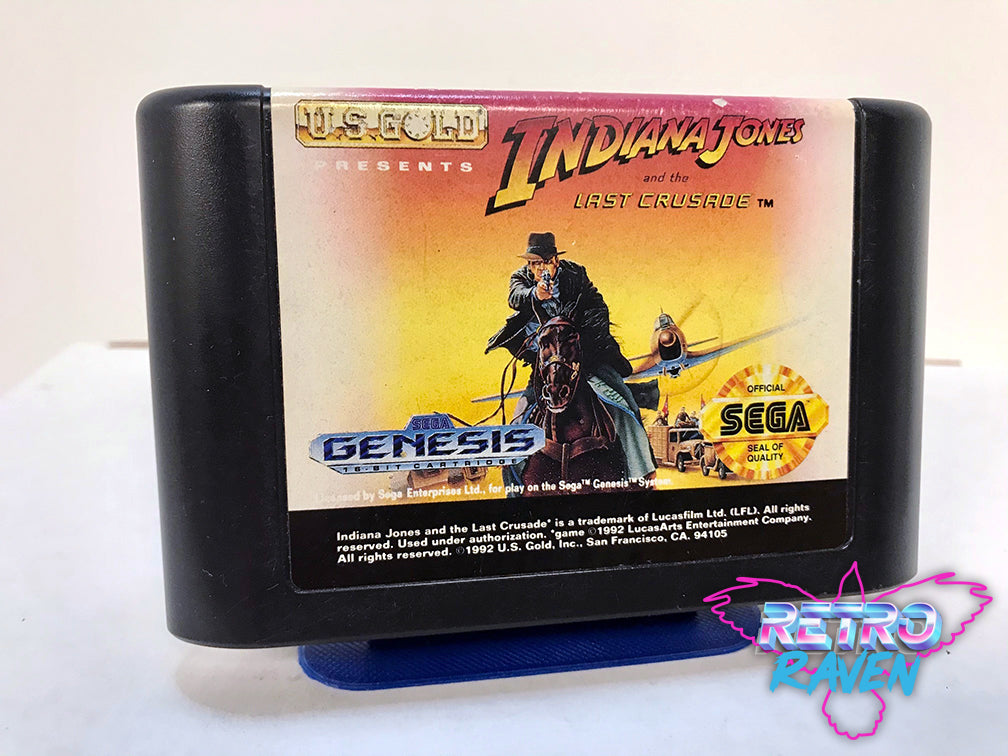 U.S. GOLD
PRESENTS
INDIANA JONES
and the
LAST CRUSADE ™
OFFICIAL
SEGA
SEAL OF
QUALITY
SEGA
GENESIS
16-BIT CARTRIDGE
Licensed by Sega Enterprises Ltd., for play on the Sega™ Genesis™ System.
Indiana Jones and the Last Crusade* is a trademark of Lucasfilm Ltd. (LFL). All rights
reserved. Used under authorization. *game ©1992 LucasArts Entertainment Company.
All rights reserved. ©1992 U.S. Gold, Inc., San Francisco, CA. 94105
RETRO
RAVEN